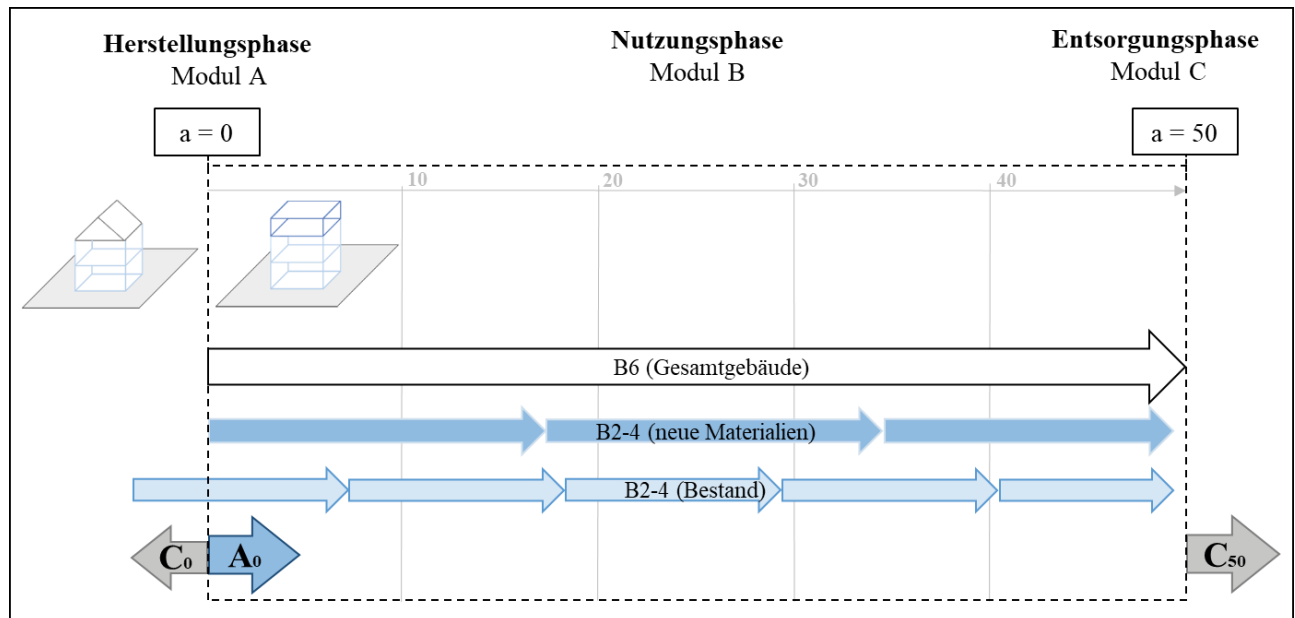 Herstellungsphase
Modul A
Nutzungsphase
Modul B
Entsorgungsphase
Modul C
a = 0
a = 50
10
20
30
40
B6 (Gesamtgebäude)
B2-4 (neue Materialien)
B2-4 (Bestand)
C₀
A₀
C₅₀